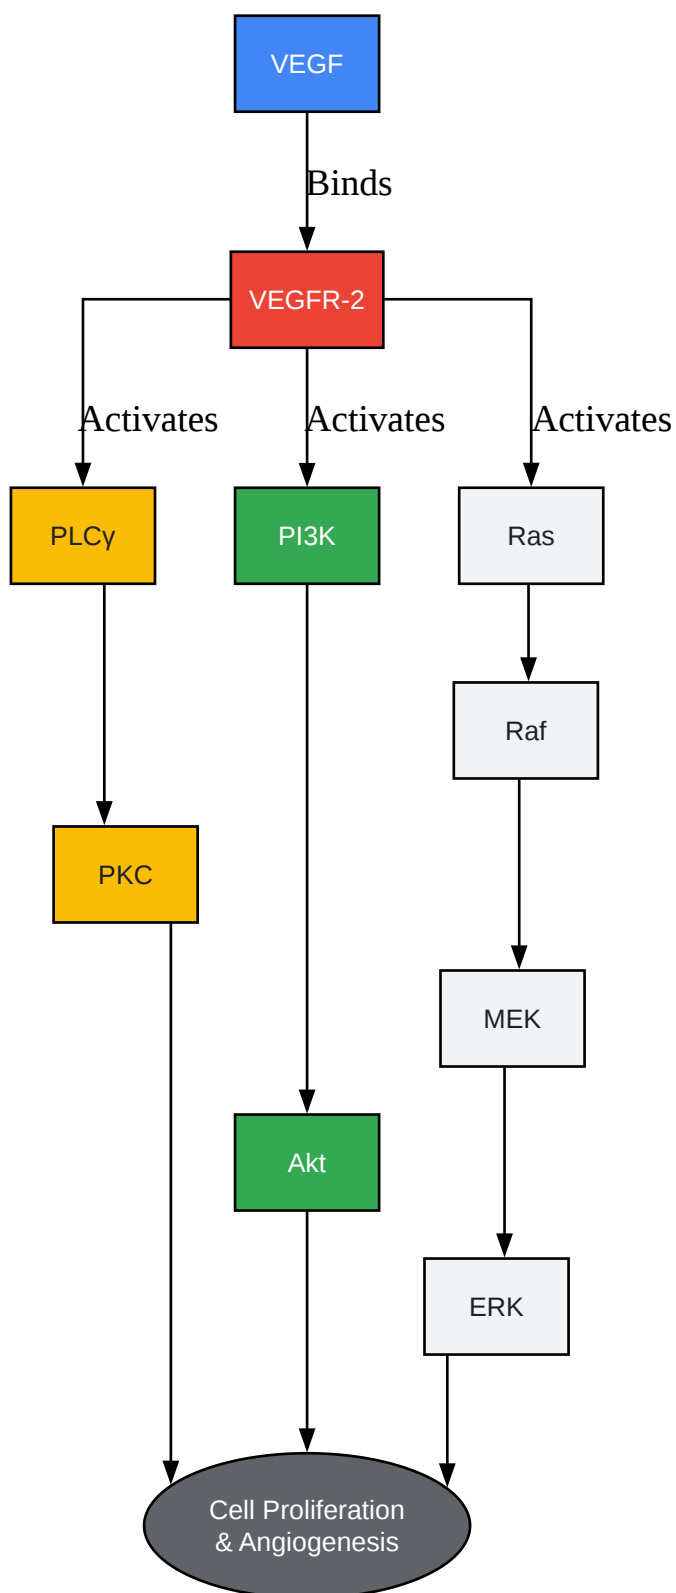 VEGF
Binds
VEGFR-2
Activates
Activates
Activates
PLCγ
PI3K
Ras
Raf
PKC
MEK
Akt
ERK
Cell Proliferation
& Angiogenesis